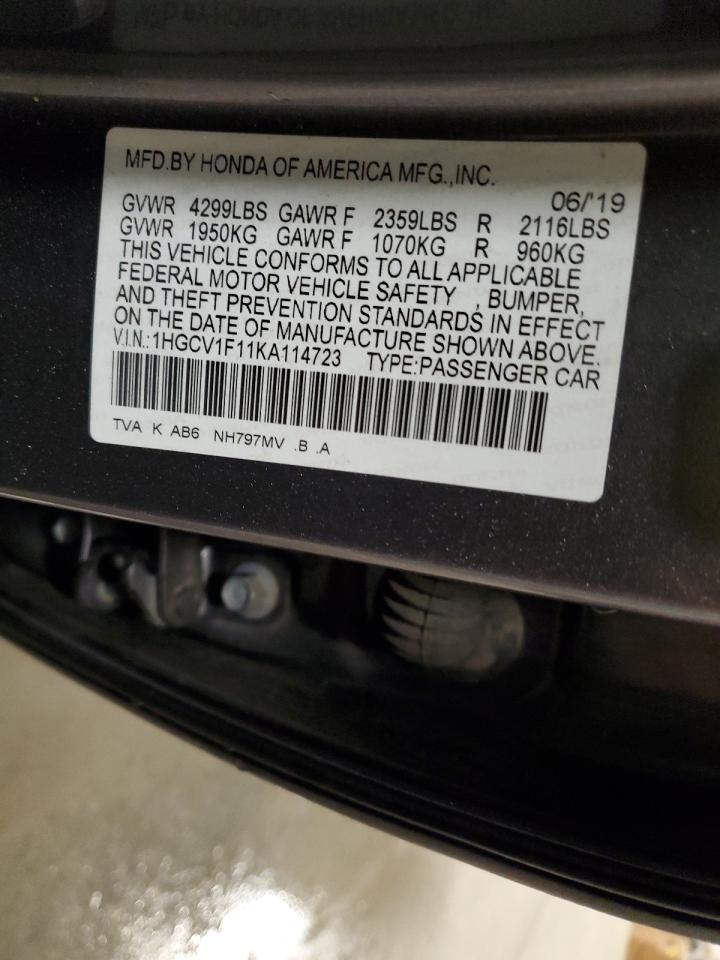 MFD.BY HONDA OF AMERICA MFG.,INC.
06/'19
GVWR 4299LBS GAWR F 2359LBS R 2116LBS
GVWR 1950KG GAWR F 1070KG R 960KG
THIS VEHICLE CONFORMS TO ALL APPLICABLE
FEDERAL MOTOR VEHICLE SAFETY , BUMPER,
AND THEFT PREVENTION STANDARDS IN EFFECT
ON THE DATE OF MANUFACTURE SHOWN ABOVE.
V.I.N.:1HGCV1F11KA114723 TYPE:PASSENGER CAR
TVA K AB6 NH797MV .B .A